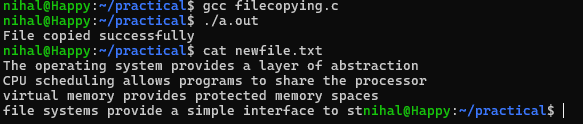 nihal@Happy:~/practical$ gcc filecopying.c
nihal@Happy:~/practical$ ./a.out
File copied successfully
nihal@Happy:~/practical$ cat newfile.txt
The operating system provides a layer of abstraction
CPU scheduling allows programs to share the processor
virtual memory provides protected memory spaces
file systems provide a simple interface to stnihal@Happy:~/practical$